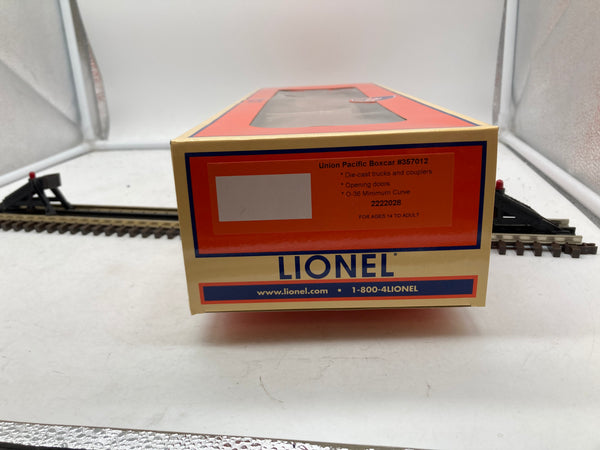 Union Pacific Boxcar #357012
* Die-cast trucks and couplers
* Opening doors
* O-36 Minimum Curve
2222028
FOR AGES 14 TO ADULT
LIONEL
www.lionel.com • 1-800-4LIONEL